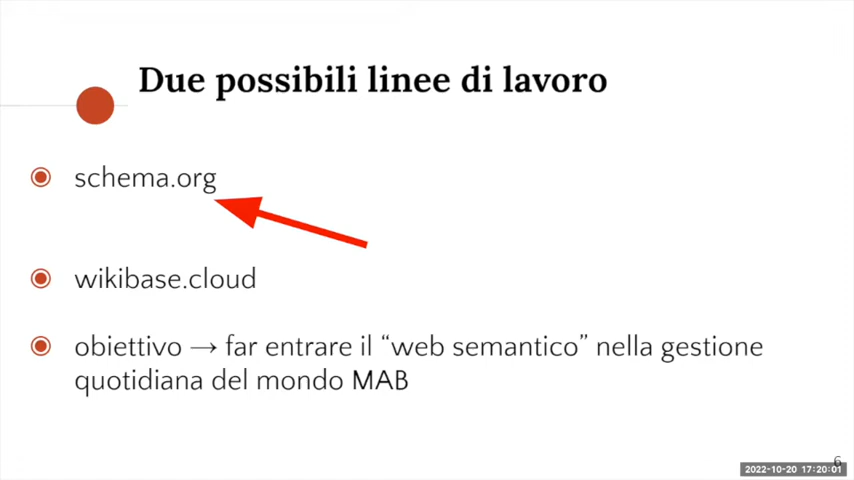 Due possibili linee di lavoro
schema.org
wikibase.cloud
obiettivo → far entrare il “web semantico” nella gestione
quotidiana del mondo MAB
6
2022-10-20 17:20:01